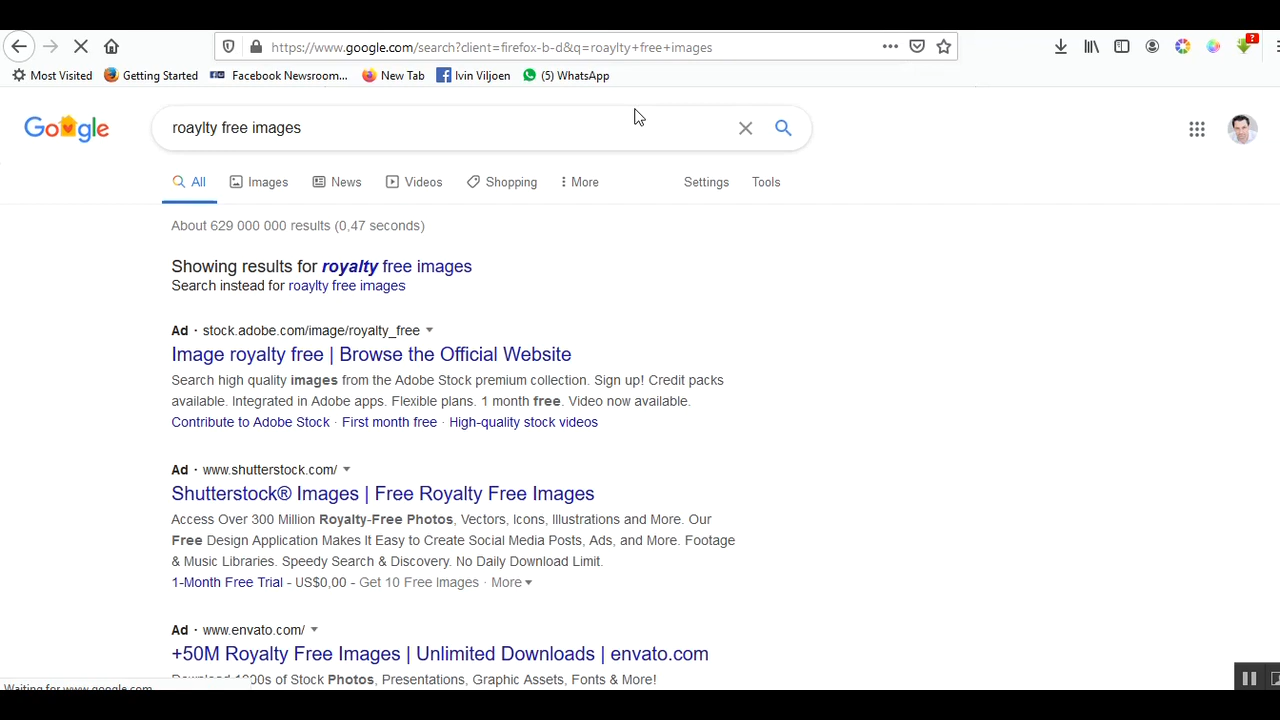 https://www.google.com/search?client=firefox-b-d&q=roaylty+free+images
Most Visited Getting Started Facebook Newsroom... New Tab Ivin Viljoen (5) WhatsApp
Google
roaylty free images
All Images News Videos Shopping More Settings Tools
About 629 000 000 results (0,47 seconds)
Showing results for royalty free images
Search instead for roaylty free images
Ad · stock.adobe.com/image/royalty_free
Image royalty free | Browse the Official Website
Search high quality images from the Adobe Stock premium collection. Sign up! Credit packs
available. Integrated in Adobe apps. Flexible plans. 1 month free. Video now available.
Contribute to Adobe Stock · First month free · High-quality stock videos
Ad · www.shutterstock.com/
Shutterstock® Images | Free Royalty Free Images
Access Over 300 Million Royalty-Free Photos, Vectors, Icons, Illustrations and More. Our
Free Design Application Makes It Easy to Create Social Media Posts, Ads, and More. Footage
& Music Libraries. Speedy Search & Discovery. No Daily Download Limit.
1-Month Free Trial - US$0,00 - Get 10 Free Images · More
Ad · www.envato.com/
+50M Royalty Free Images | Unlimited Downloads | envato.com
Download 1000s of Stock Photos, Presentations, Graphic Assets, Fonts & More!
Waiting for www.google.com